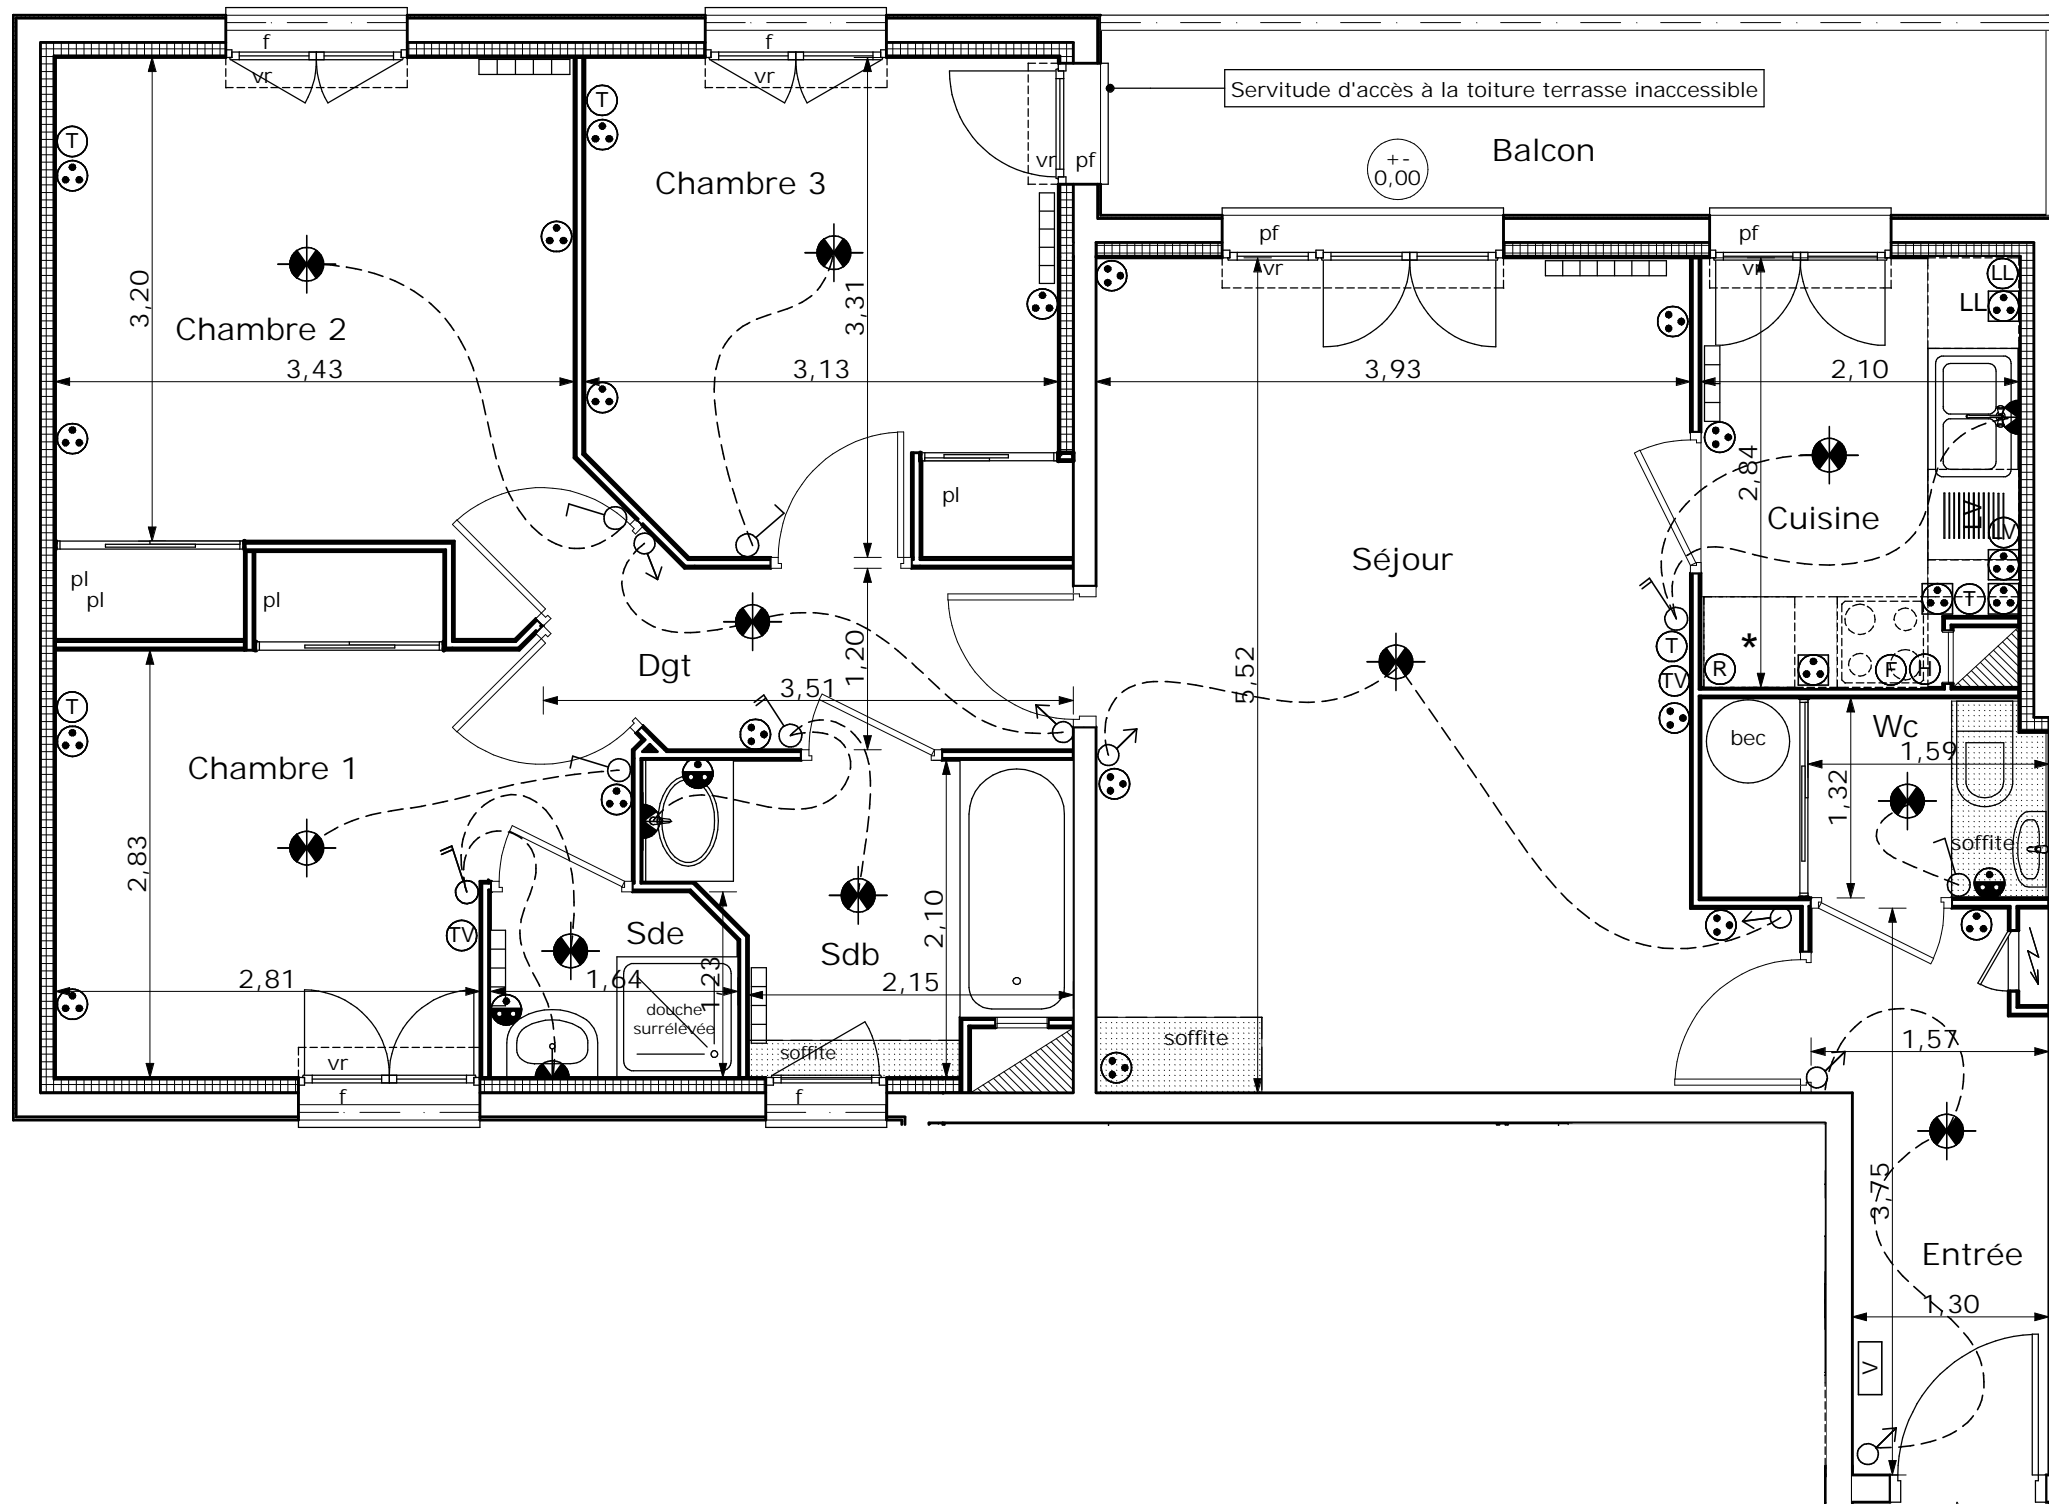 f
f
vr
vr
Servitude d'accès à la toiture terrasse inaccessible
T
T
vr
pf
Balcon
+-
0,00
Chambre 3
pf
pf
vr
vr
LL
LL
3,20
3,31
Chambre 2
3,43
3,13
3,93
2,10
2,84
pl
Cuisine
LV
LV
Séjour
pl
pl
pl
T
*
R
F
H
T
TV
Dgt
1,20
5,52
3,51
T
Wc
bec
1,59
1,32
soffite
Chambre 1
2,83
TV
Sde
2,10
Sdb
2,81
1,64
1,23
2,15
douche
surrélévée
soffite
soffite
vr
f
f
1,57
3,75
Entrée
1,30
V